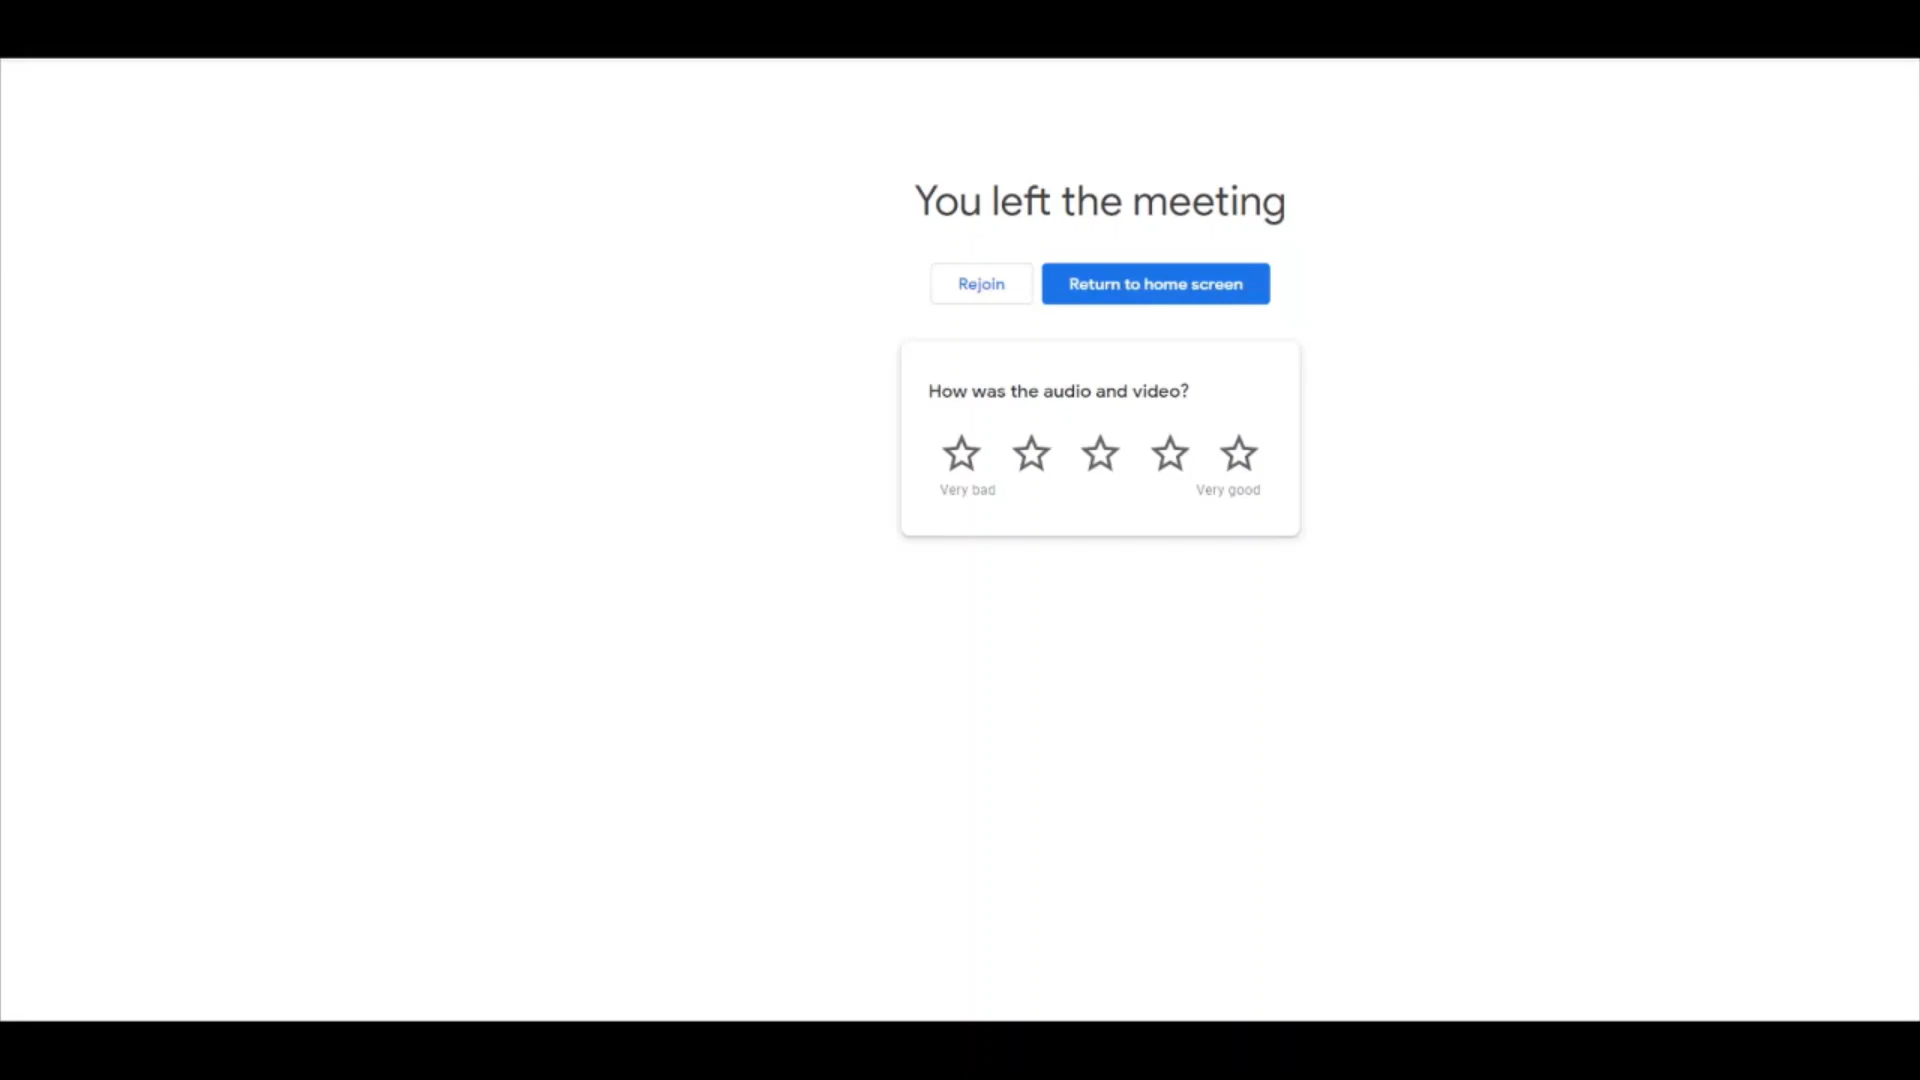 You left the meeting
Rejoin
Return to home screen
How was the audio and video?
Very bad
Very good